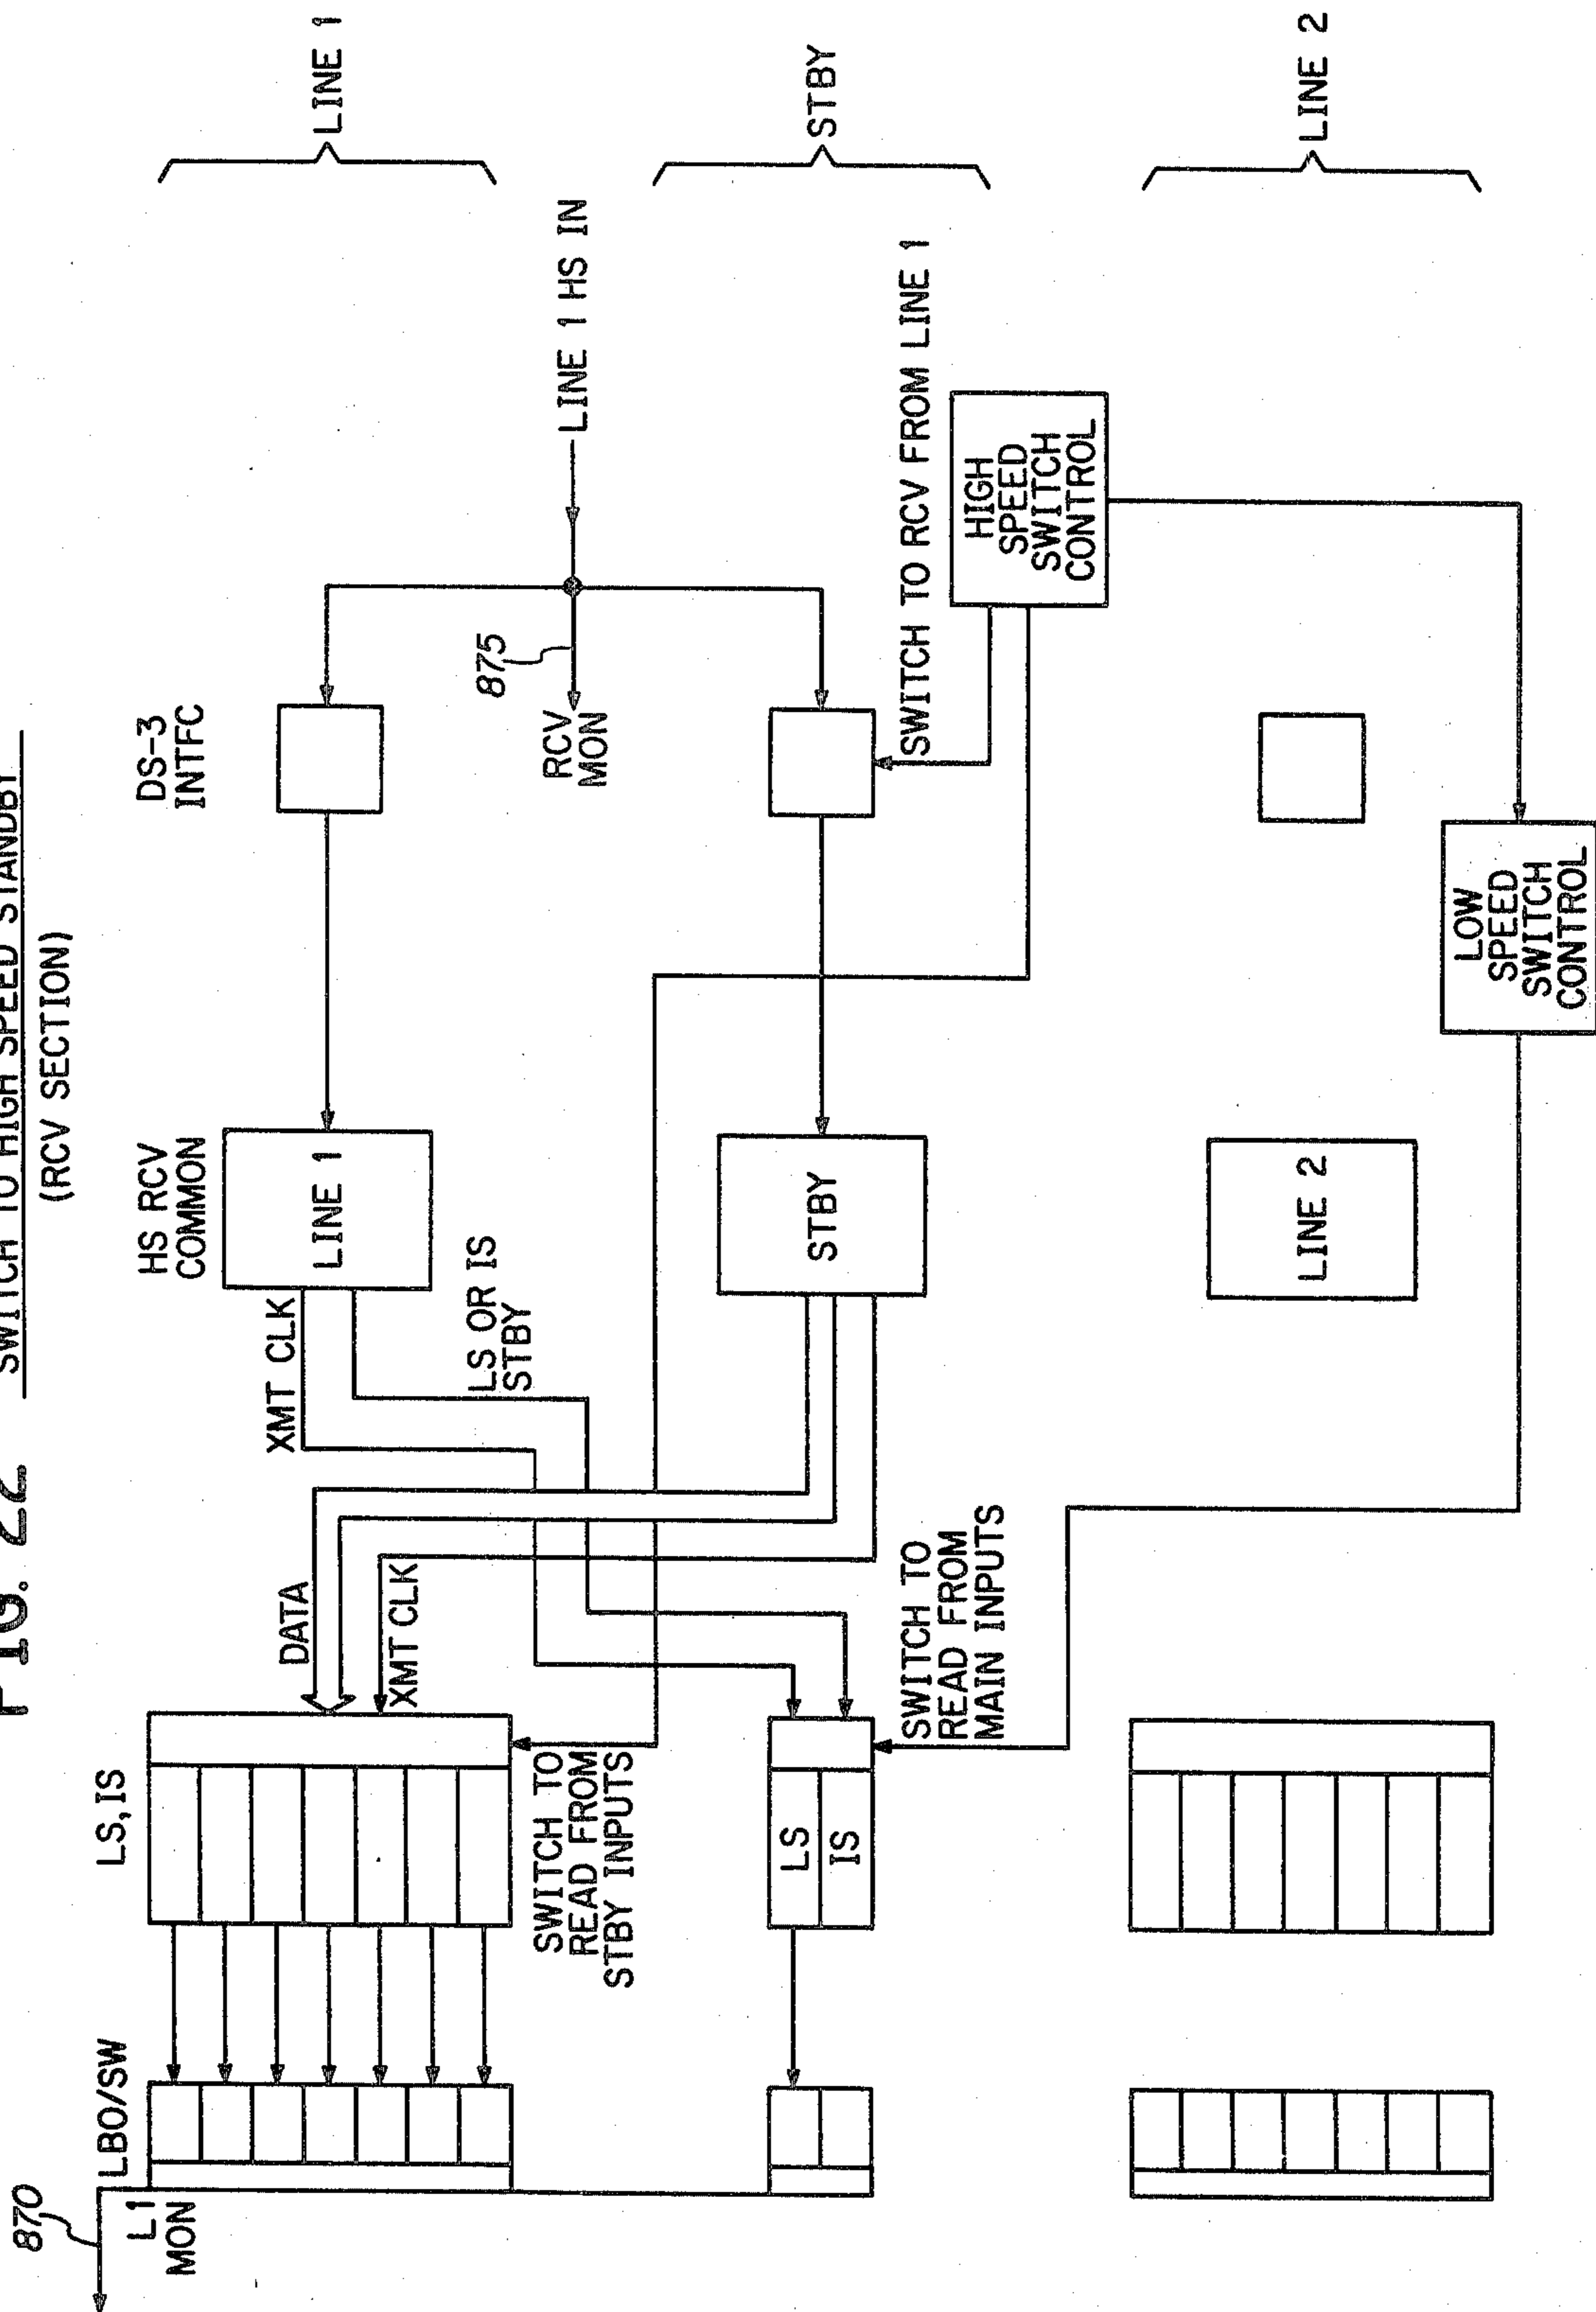 FIG. 22
SWITCH TO HIGH SPEED STANDBY
(RCV SECTION)
870
L1
MON
LBO/SW
LS,IS
HS RCV
COMMON
DS-3
INTFC
LINE 1
DATA
XMT CLK
XMT CLK
LINE 1
LS OR IS
STBY
875
RCV
MON
LINE 1 HS IN
SWITCH TO
READ FROM
STBY INPUTS
LS
IS
STBY
STBY
SWITCH TO RCV FROM LINE 1
SWITCH TO
READ FROM
MAIN INPUTS
HIGH
SPEED
SWITCH
CONTROL
LINE 2
LINE 2
LOW
SPEED
SWITCH
CONTROL